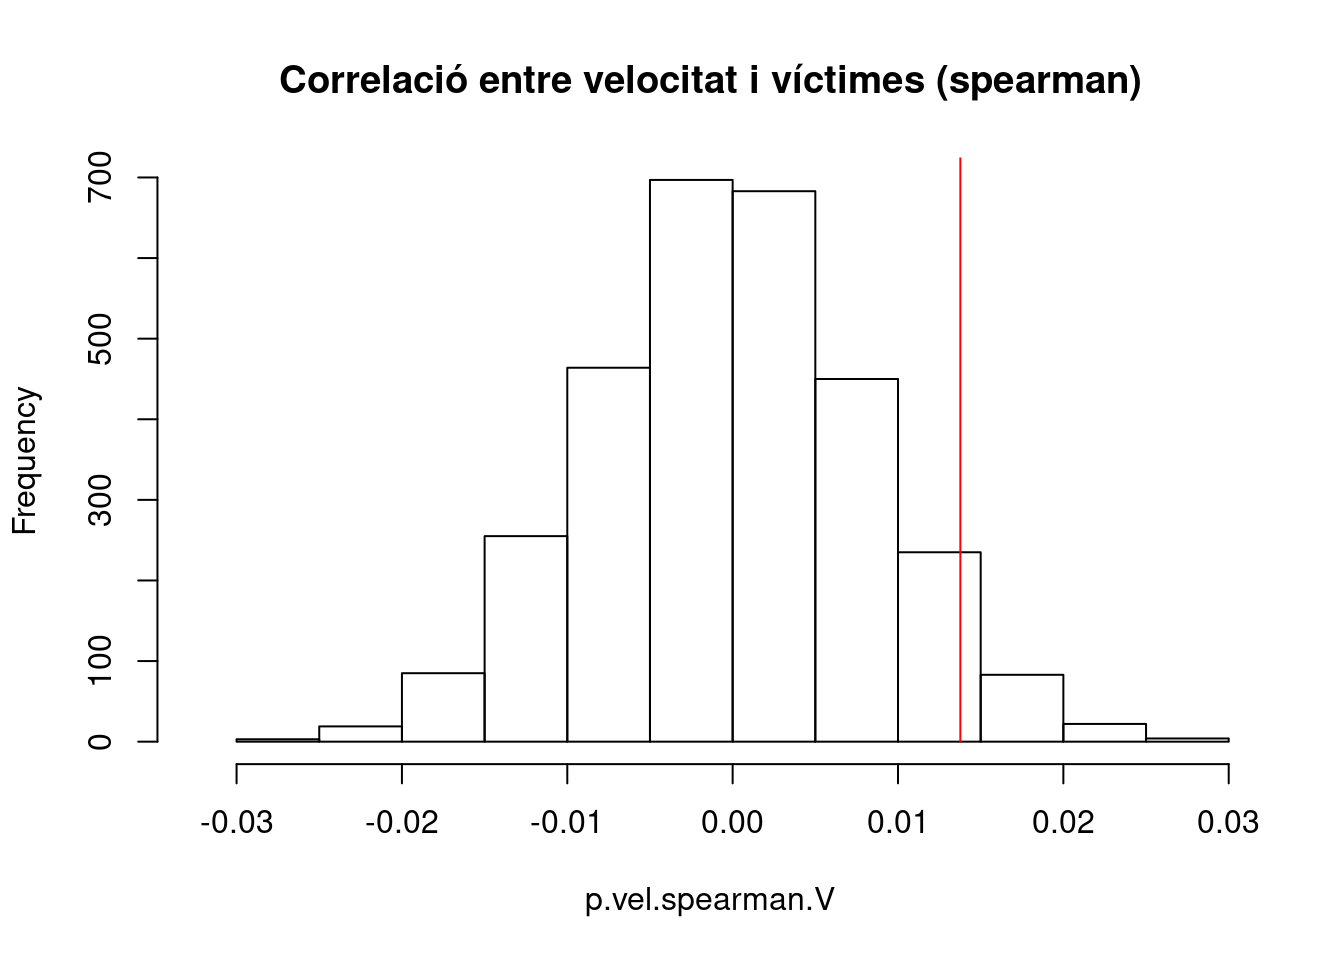 Correlació entre velocitat i víctimes (spearman)
Frequency
700
500
300
100
0
-0.03 -0.02 -0.01 0.00 0.01 0.02 0.03
p.vel.spearman.V